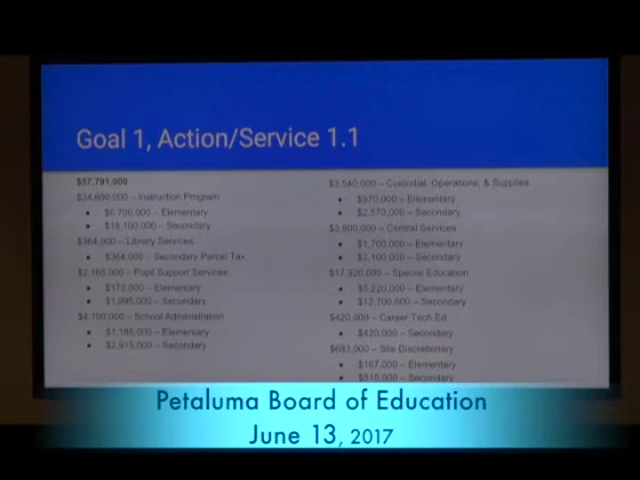 Goal 1, Action/Service 1.1
$57,791,000
$24,800,000 – Instruction Program
$6,700,000 – Elementary
$18,100,000 – Secondary
$364,000 – Library Services
$364,000 – Secondary Parcel Tax
$2,165,000 – Pupil Support Services
$170,000 – Elementary
$1,995,000 – Secondary
$4,100,000 – School Administration
$1,185,000 – Elementary
$2,915,000 – Secondary
$3,540,000 – Custodial, Operations, & Supplies
$970,000 – Elementary
$2,570,000 – Secondary
$3,800,000 – Central Services
$1,700,000 – Elementary
$2,100,000 – Secondary
$17,920,000 – Special Education
$5,220,000 – Elementary
$12,700,000 – Secondary
$420,000 – Career Tech Ed
$420,000 – Secondary
$683,000 – Site Discretionary
$167,000 – Elementary
– Secondary
Petaluma Board of Education
June 13, 2017